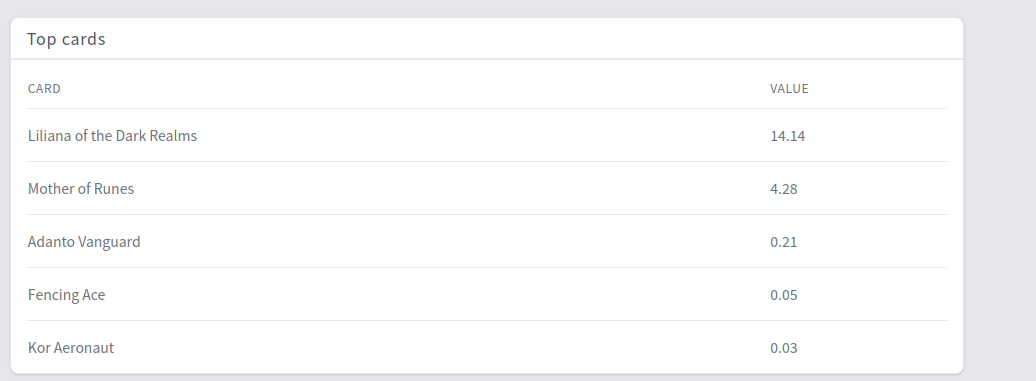 Top cards
CARD VALUE
Liliana of the Dark Realms 14.14
Mother of Runes 4.28
Adanto Vanguard 0.21
Fencing Ace 0.05
Kor Aeronaut 0.03